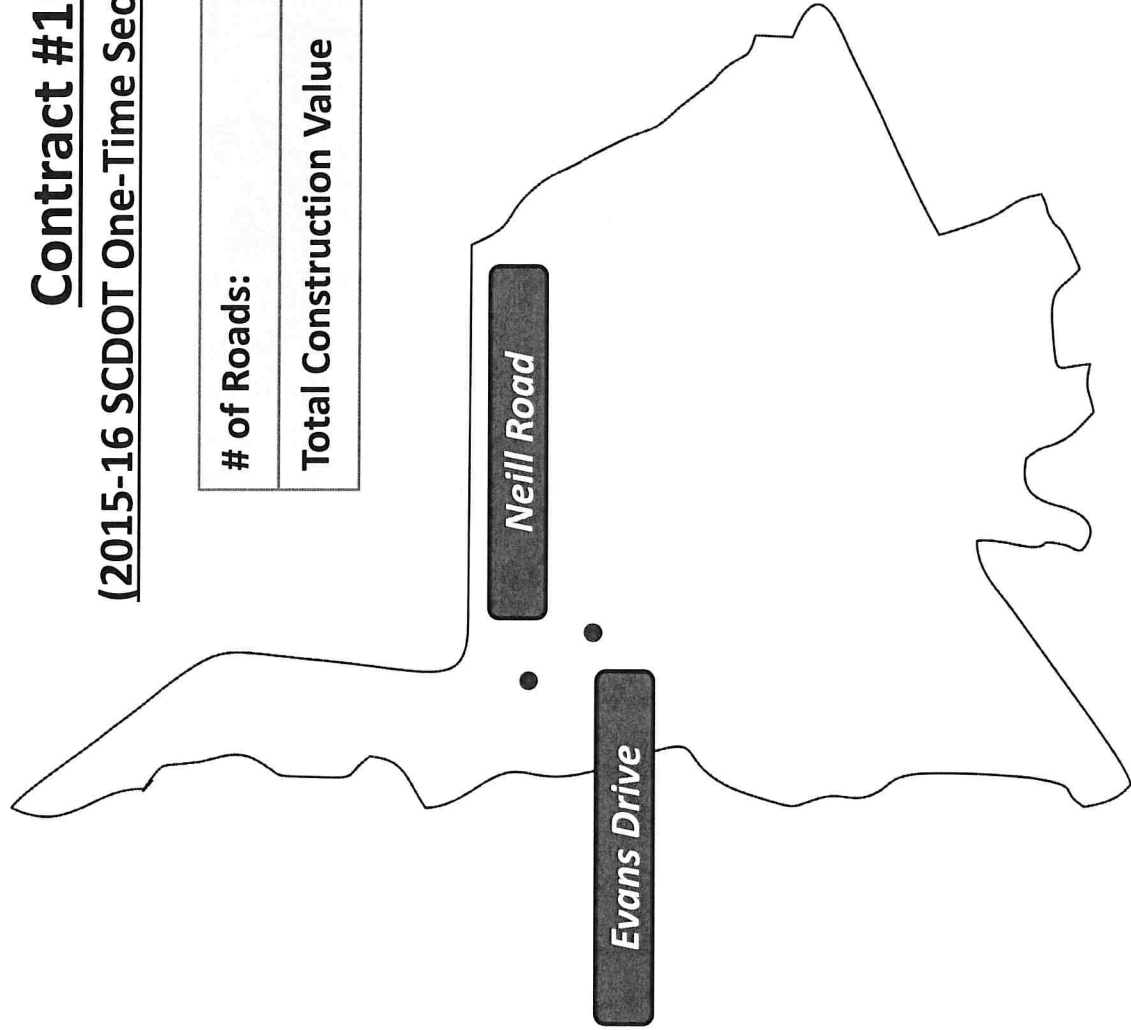 Contract #1
(2015-16 SCDOT One-Time Sec
# of Roads:
Total Construction Value
Neill Road
Evans Drive